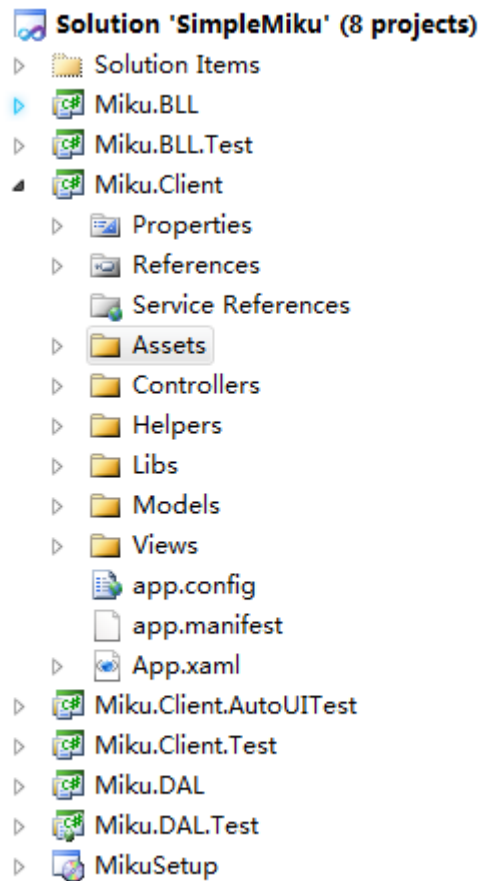 Solution 'SimpleMiku' (8 projects)
Solution Items
Miku.BLL
Miku.BLL.Test
Miku.Client
Properties
References
Service References
Assets
Controllers
Helpers
Libs
Models
Views
app.config
app.manifest
App.xaml
Miku.Client.AutoUITest
Miku.Client.Test
Miku.DAL
Miku.DAL.Test
MikuSetup